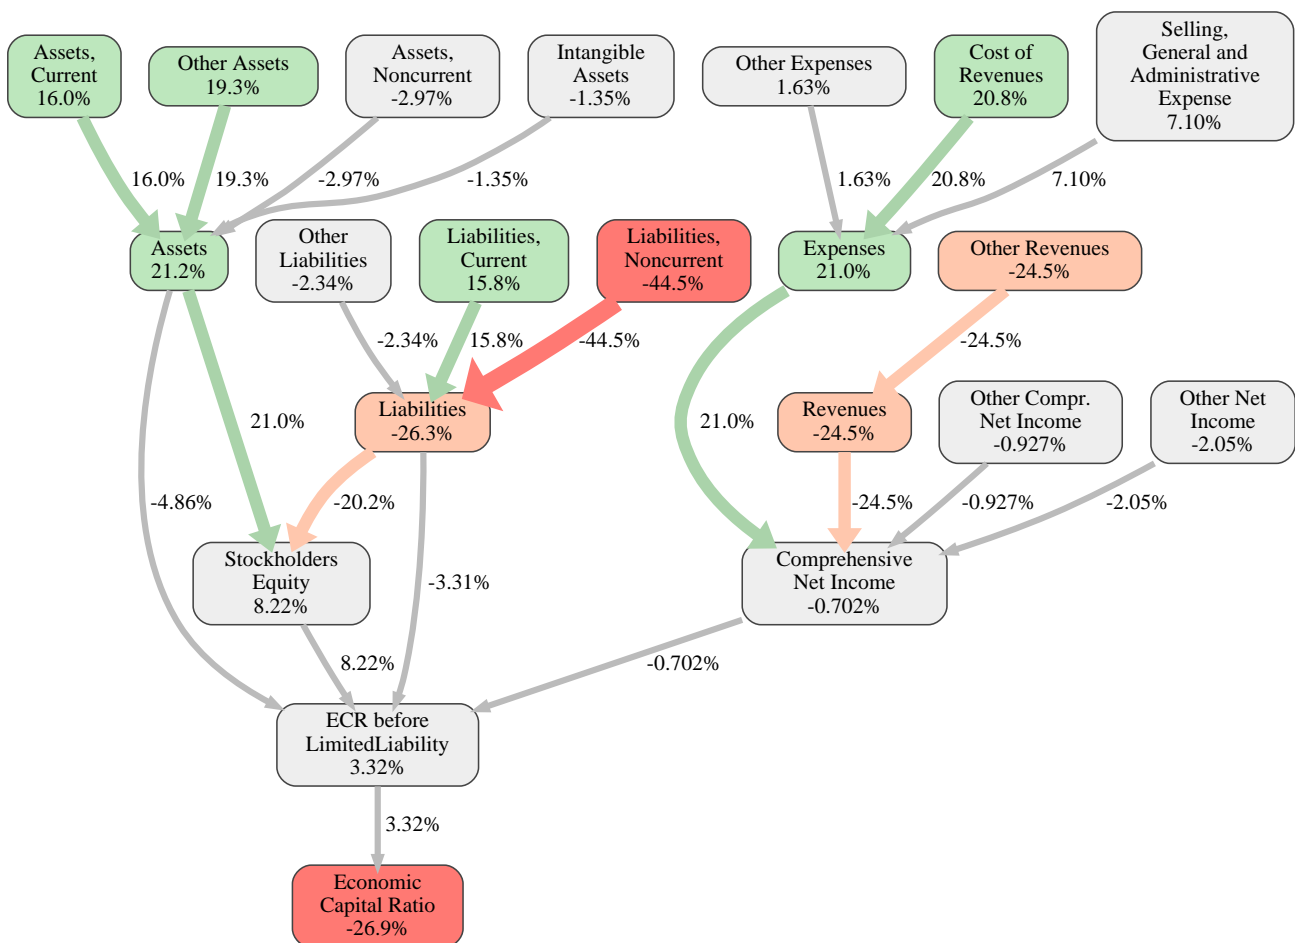 Assets,
Current
16.0%
Other Assets
19.3%
Assets,
Noncurrent
-2.97%
Intangible
Assets
-1.35%
Other Expenses
1.63%
Cost of
Revenues
20.8%
Selling,
General and
Administrative
Expense
7.10%
16.0%
19.3%
-2.97%
-1.35%
1.63%
20.8%
7.10%
Assets
21.2%
Other
Liabilities
-2.34%
Liabilities,
Current
15.8%
Liabilities,
Noncurrent
-44.5%
Expenses
21.0%
Other Revenues
-24.5%
-2.34%
15.8%
-44.5%
-24.5%
Liabilities
-26.3%
Revenues
-24.5%
Other Compr.
Net Income
-0.927%
Other Net
Income
-2.05%
21.0%
21.0%
-4.86%
-20.2%
-24.5%
-0.927%
-2.05%
Stockholders
Equity
8.22%
-3.31%
Comprehensive
Net Income
-0.702%
8.22%
-0.702%
ECR before
LimitedLiability
3.32%
3.32%
Economic
Capital Ratio
-26.9%